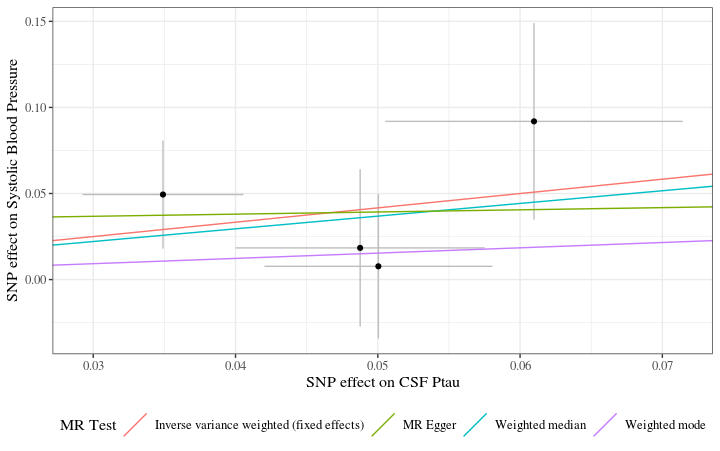 SNP effect on Systolic Blood Pressure
0.15
0.10
0.05
0.00
0.03 0.04 0.05 0.06 0.07
SNP effect on CSF Ptau
MR Test Inverse variance weighted (fixed effects) MR Egger Weighted median Weighted mode